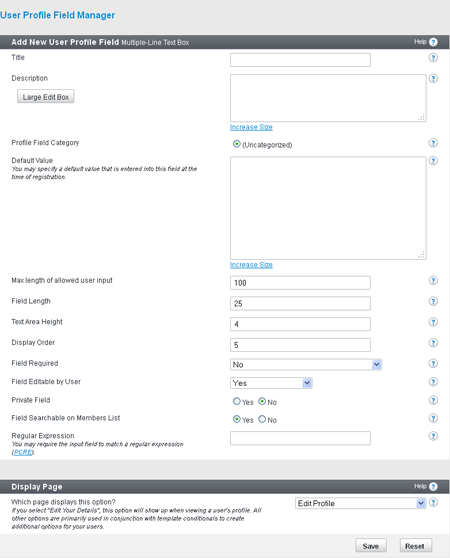 User Profile Field Manager
Add New User Profile Field Multiple-Line Text Box Help ?
Title ?
Description ?
Large Edit Box
Increase Size
Profile Field Category (Uncategorized) ?
Default Value ?
You may specify a default value that is entered into this field at the
time of registration.
Increase Size
Max length of allowed user input 100 ?
Field Length 25 ?
Text Area Height 4 ?
Display Order 5 ?
Field Required No ?
Field Editable by User Yes ?
Private Field Yes No ?
Field Searchable on Members List Yes No ?
Regular Expression ?
You may require the input field to match a regular expression
(PCRE).
Display Page Help ?
Which page displays this option? Edit Profile ?
If you select "Edit Your Details", this option will show up when viewing a user's profile. All
other options are primarily used in conjunction with template conditionals to create
additional options for your users.
Save Reset